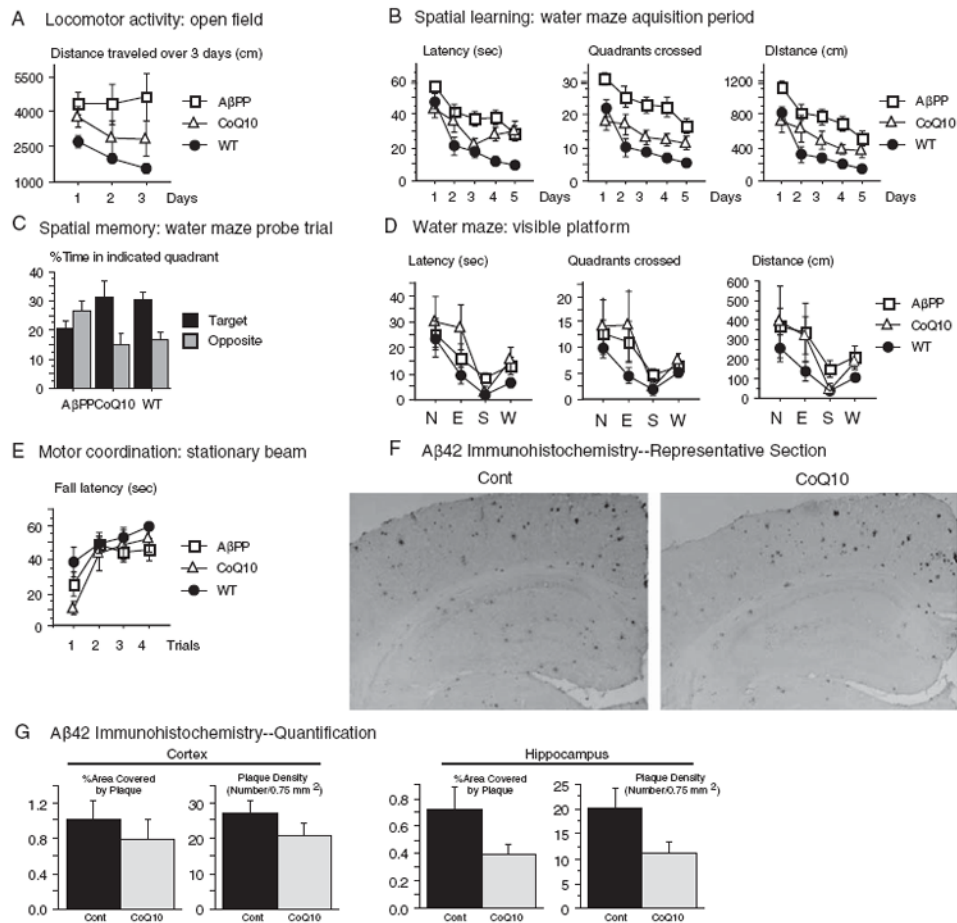 A Locomotor activity: open field
Distance traveled over 3 days (cm)
5500
4000
2500
1000
1 2 3 Days
AβPP
CoQ10
WT
B Spatial learning: water maze aquisition period
Latency (sec)
60
40
20
0
1 2 3 4 5 Days
Quadrants crossed
30
20
10
0
1 2 3 4 5 Days
Distance (cm)
1200
800
400
0
1 2 3 4 5 Days
AβPP
CoQ10
WT
C Spatial memory: water maze probe trial
%Time in indicated quadrant
40
30
20
10
0
AβPP CoQ10 WT
Target
Opposite
D Water maze: visible platform
Latency (sec)
40
30
20
10
0
N E S W
Quadrants crossed
25
20
15
10
5
0
N E S W
Distance (cm)
600
500
400
300
200
100
0
N E S W
AβPP
CoQ10
WT
E Motor coordination: stationary beam
Fall latency (sec)
60
40
20
0
1 2 3 4 Trials
AβPP
CoQ10
WT
F Aβ42 Immunohistochemistry--Representative Section
Cont
CoQ10
G Aβ42 Immunohistochemistry--Quantification
Cortex
%Area Covered
by Plaque
1.2
0.8
0.4
0.0
Cont CoQ10
Plaque Density
(Number/0.75 mm 2)
30
20
10
0
Cont CoQ10
Hippocampus
%Area Covered
by Plaque
0.8
0.6
0.4
0.2
0.0
Cont CoQ10
Plaque Density
(Number/0.75 mm 2)
25
20
15
10
5
0
Cont CoQ10